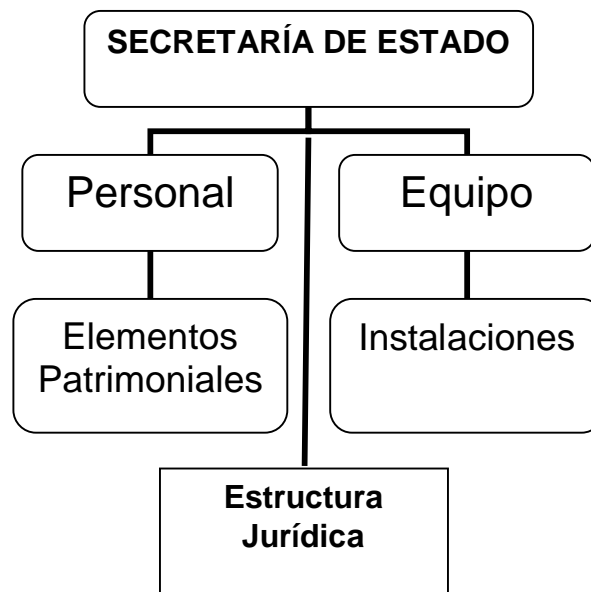 SECRETARÍA DE ESTADO
Personal
Equipo
Elementos
Patrimoniales
Instalaciones
Estructura
Jurídica